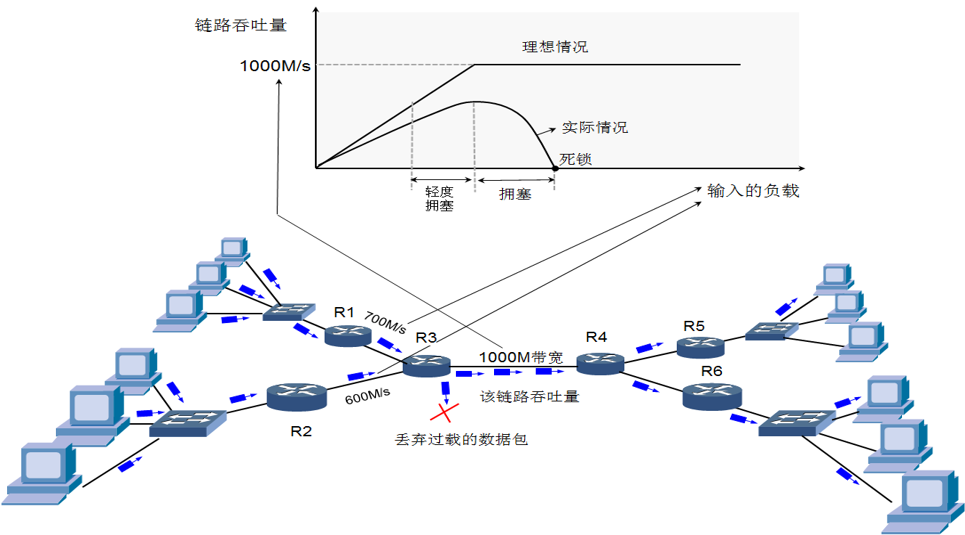 链路吞吐量
1000M/s
理想情况
实际情况
死锁
轻度
拥塞
拥塞
输入的负载
R1
700M/s
R3
R4
R5
1000M带宽
R6
600M/s
该链路吞吐量
R2
丢弃过载的数据包